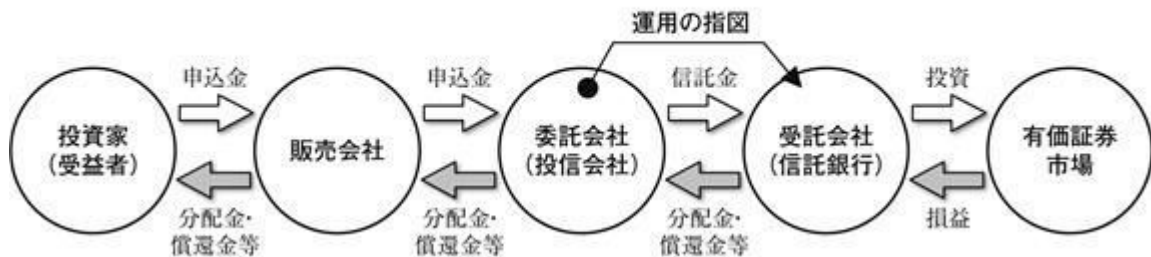 運用の指図
申込金
申込金
信託金
投資
投資家
(受益者)
販売会社
委託会社
(投信会社)
受託会社
(信託銀行)
有価証券
市場
分配金・
償還金等
分配金・
償還金等
分配金・
償還金等
損益